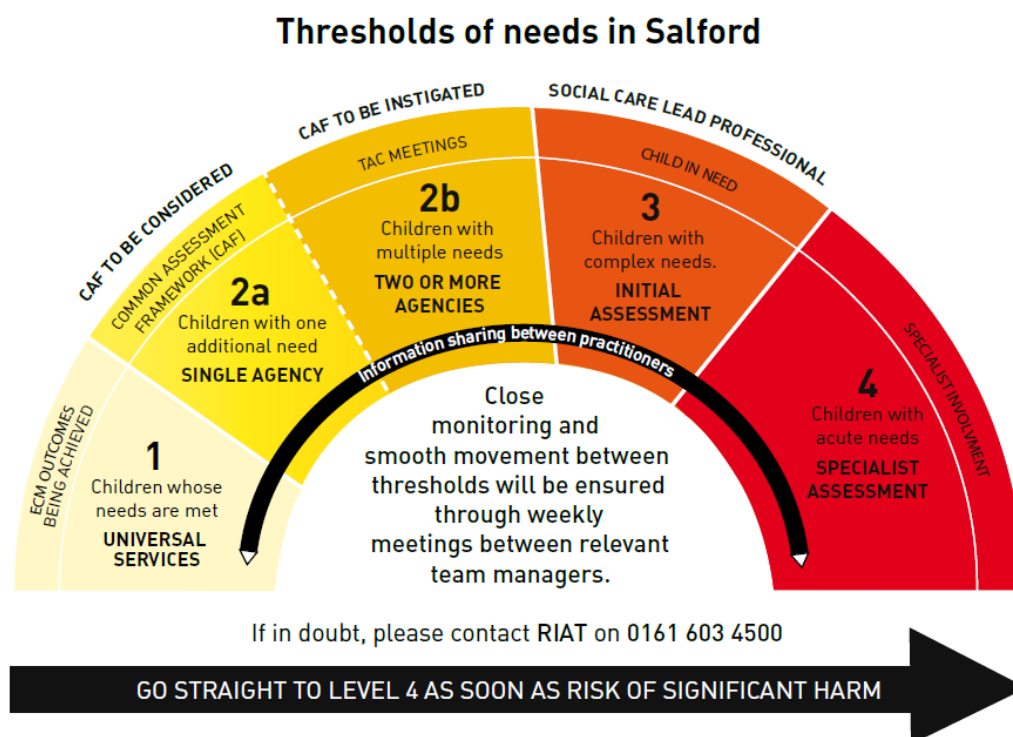 Thresholds of needs in Salford
CAF TO BE CONSIDERED
CAF TO BE INSTIGATED
SOCIAL CARE LEAD PROFESSIONAL
ECM OUTCOMES
BEING ACHIEVED
1
Children whose
needs are met
UNIVERSAL
SERVICES
COMMON ASSESSMENT
FRAMEWORK (CAF)
2a
Children with one
additional need
SINGLE AGENCY
TAC MEETINGS
2b
Children with
multiple needs
TWO OR MORE
AGENCIES
CHILD IN NEED
3
Children with
complex needs.
INITIAL
ASSESSMENT
SPECIALIST INVOLVMENT
4
Children with
acute needs
SPECIALIST
ASSESSMENT
Information sharing between practitioners
Close
monitoring and
smooth movement between
thresholds will be ensured
through weekly
meetings between relevant
team managers.
If in doubt, please contact RIAT on 0161 603 4500
GO STRAIGHT TO LEVEL 4 AS SOON AS RISK OF SIGNIFICANT HARM